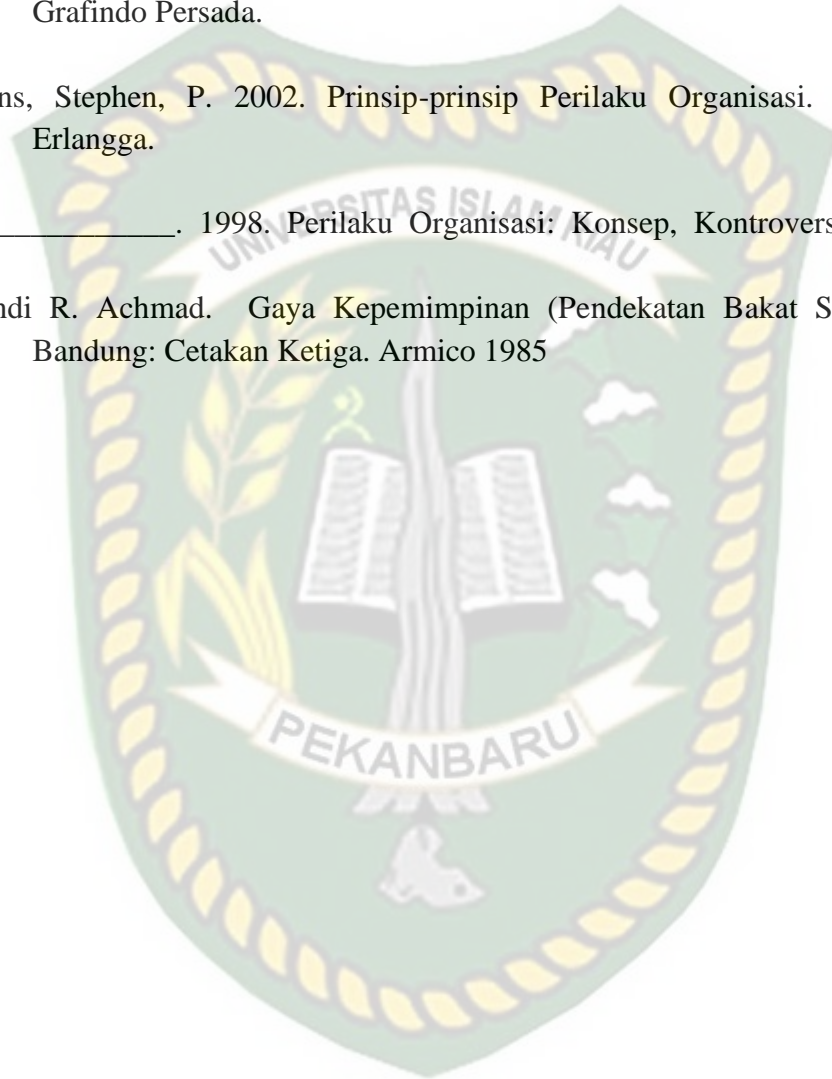 Grafindo Persada.
ns, Stephen, P. 2002. Prinsip-prinsip Perilaku Organisasi.
Erlangga.
____________. 1998. Perilaku Organisasi: Konsep, Kontrovers
ndi R. Achmad. Gaya Kepemimpinan (Pendekatan Bakat S
Bandung: Cetakan Ketiga. Armico 1985
UNIVERSITAS ISLAM RIAU
PEKANBARU